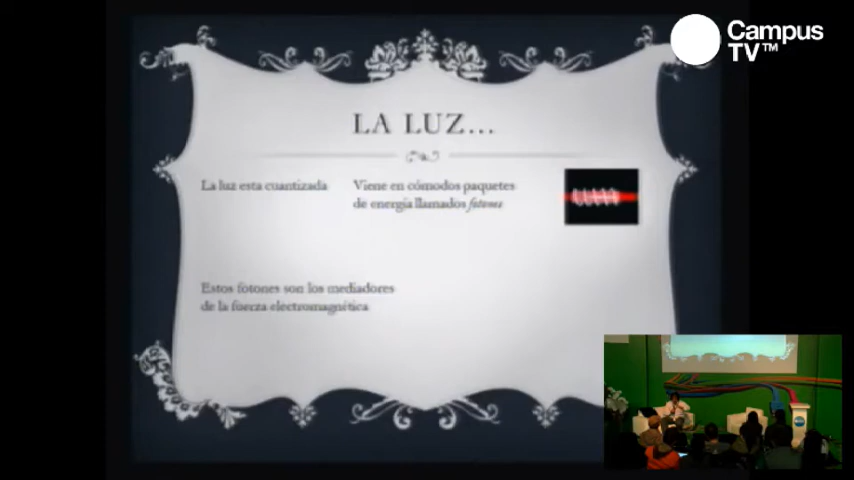 Campus
TV™
LA LUZ...
La luz esta cuantizada
Viene en cómodos paquetes
de energía llamados fotones
Estos fotones son los mediadores
de la fuerza electromagnética